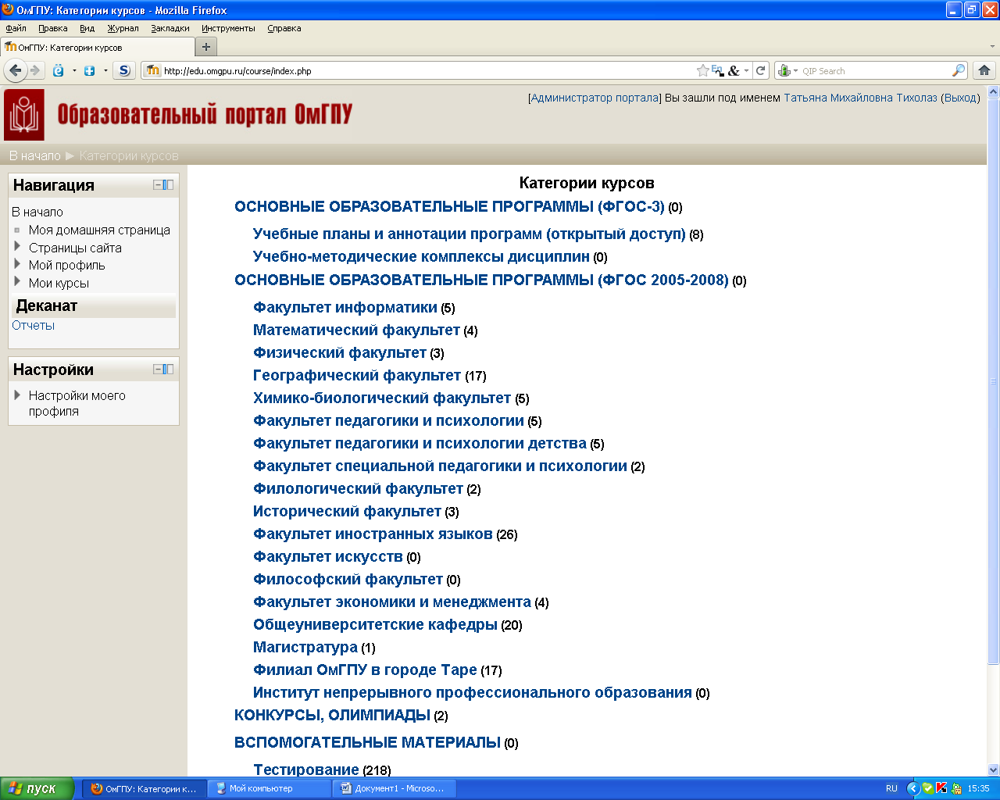 ОмГПУ: Категории курсов - Mozilla Firefox
Файл Правка Вид Журнал Закладки Инструменты Справка
ОмГПУ: Категории курсов
http://edu.omgpu.ru/course/index.php
QIP Search
Образовательный портал ОмГПУ
[Администратор портала] Вы зашли под именем Татьяна Михайловна Тихолаз (Выход)
В начало ► Категории курсов
Навигация
В начало
Моя домашняя страница
Страницы сайта
Мой профиль
Мои курсы
Деканат
Отчеты
Настройки
Настройки моего
профиля
Категории курсов
ОСНОВНЫЕ ОБРАЗОВАТЕЛЬНЫЕ ПРОГРАММЫ (ФГОС-3) (0)
Учебные планы и аннотации программ (открытый доступ) (8)
Учебно-методические комплексы дисциплин (0)
ОСНОВНЫЕ ОБРАЗОВАТЕЛЬНЫЕ ПРОГРАММЫ (ФГОС 2005-2008) (0)
Факультет информатики (5)
Математический факультет (4)
Физический факультет (3)
Географический факультет (17)
Химико-биологический факультет (5)
Факультет педагогики и психологии (5)
Факультет педагогики и психологии детства (5)
Факультет специальной педагогики и психологии (2)
Филологический факультет (2)
Исторический факультет (3)
Факультет иностранных языков (26)
Факультет искусств (0)
Философский факультет (0)
Факультет экономики и менеджмента (4)
Общеуниверситетские кафедры (20)
Магистратура (1)
Филиал ОмГПУ в городе Таре (17)
Институт непрерывного профессионального образования (0)
КОНКУРСЫ, ОЛИМПИАДЫ (2)
ВСПОМОГАТЕЛЬНЫЕ МАТЕРИАЛЫ (0)
Тестирование (218)
пуск ОмГПУ: Категории к... Мой компьютер Документ1 - Microso... RU 15:35